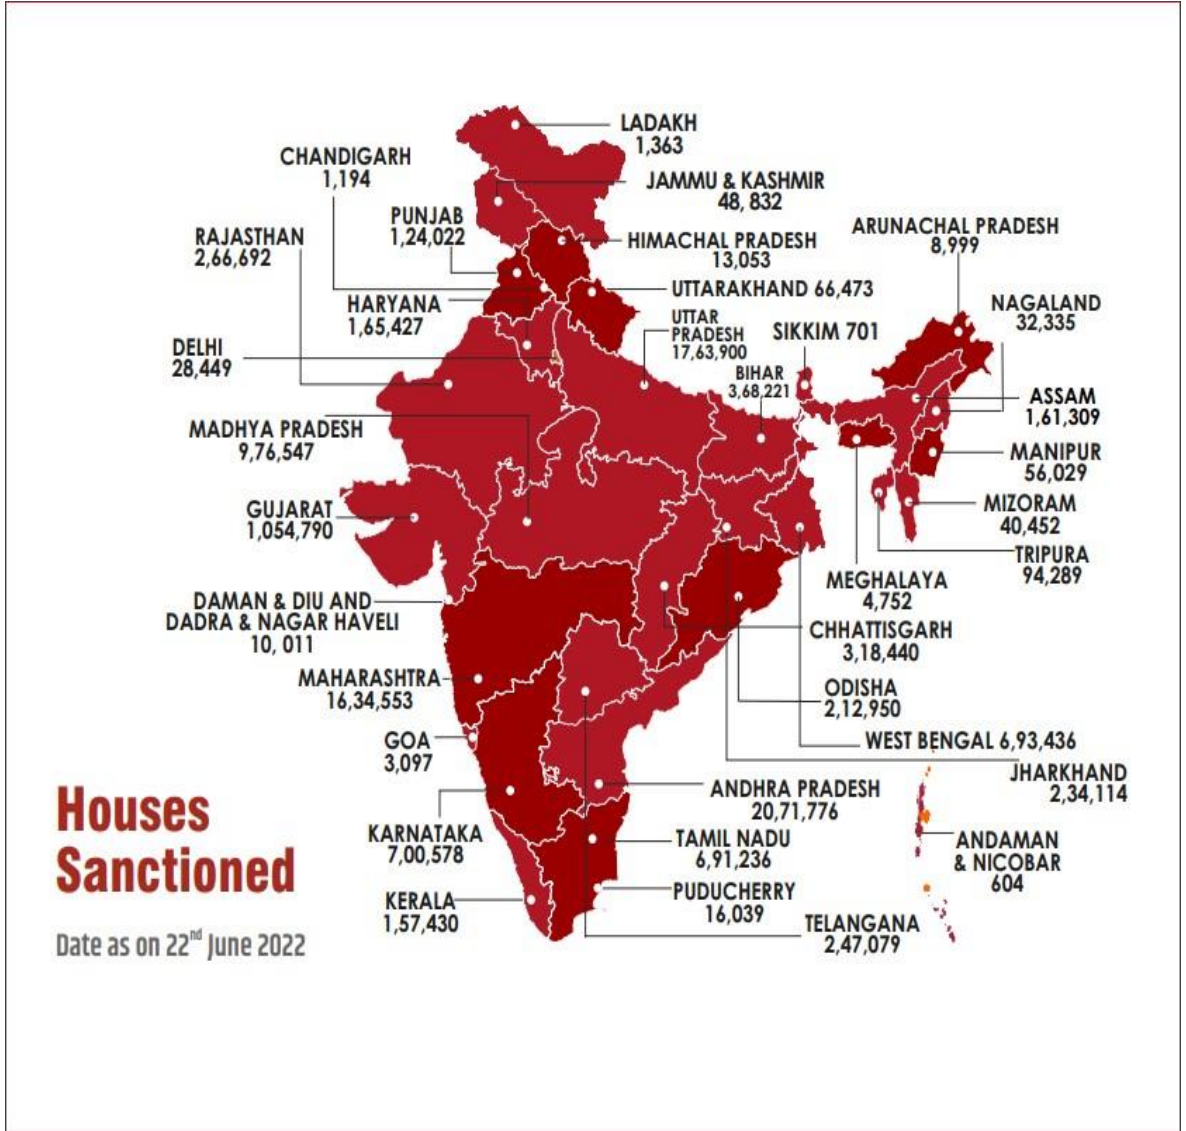 LADAKH
1,363
CHANDIGARH
1,194
JAMMU & KASHMIR
48, 832
PUNJAB
1,24,022
ARUNACHAL PRADESH
8,999
RAJASTHAN
2,66,692
HIMACHAL PRADESH
13,053
UTTARAKHAND 66,473
HARYANA
1,65,427
NAGALAND
32,335
UTTAR
PRADESH
17,63,900
SIKKIM 701
DELHI
28,449
BIHAR
3,68,221
ASSAM
1,61,309
MADHYA PRADESH
9,76,547
MANIPUR
56,029
GUJARAT
1,054,790
MIZORAM
40,452
TRIPURA
94,289
MEGHALAYA
4,752
DAMAN & DIU AND
DADRA & NAGAR HAVELI
10, 011
CHHATTISGARH
3,18,440
MAHARASHTRA
16,34,553
ODISHA
2,12,950
GOA
3,097
WEST BENGAL 6,93,436
JHARKHAND
2,34,114
ANDHRA PRADESH
20,71,776
KARNATAKA
7,00,578
TAMIL NADU
6,91,236
ANDAMAN
& NICOBAR
604
PUDUCHERRY
16,039
KERALA
1,57,430
TELANGANA
2,47,079
Houses
Sanctioned
Date as on 22nd June 2022